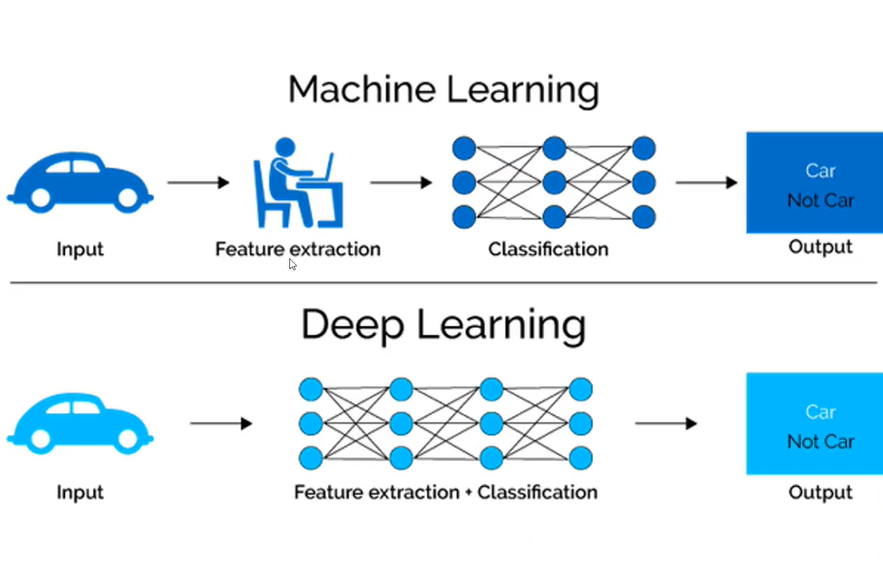 Machine Learning
Input
Feature extraction
Classification
Car
Not Car
Output
Deep Learning
Input
Feature extraction + Classification
Car
Not Car
Output